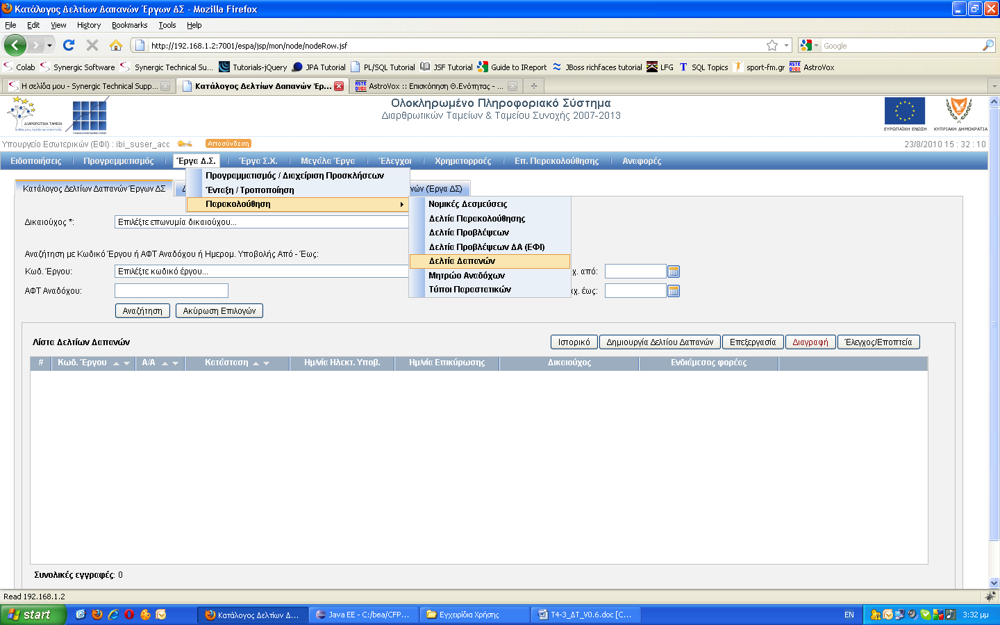 Κατάλογος Δελτίων Δαπανών Έργων ΔΣ - Mozilla Firefox
File Edit View History Bookmarks Tools Help
http://192.168.1.2:7001/espa/jsp/mon/node/nodeRow.jsf Google
Colab Synergic Software Synergic Technical Su... Tutorials-jQuery JPA Tutorial PL/SQL Tutorial JSF Tutorial Guide to IReport JBoss richfaces tutorial LFG SQL Topics sport-fm.gr AstroVox
Η σελίδα μου - Synergic Technical Supp... Κατάλογος Δελτίων Δαπανών Έρ... AstroVox :: Επισκόπηση Θ.Ενότητας - ...
Ολοκληρωμένο Πληροφοριακό Σύστημα
Διαρθρωτικών Ταμείων & Ταμείου Συνοχής 2007-2013
ΔΙΑΡΘΡΩΤΙΚΑ ΤΑΜΕΙΑ
ΕΥΡΩΠΑΪΚΗ ΕΝΩΣΗ ΚΥΠΡΙΑΚΗ ΔΗΜΟΚΡΑΤΙΑ
Υπουργείο Εσωτερικών (ΕΦΙ) : ibi_suser_acc Αποσύνδεση 23/8/2010 15 : 32 : 10
Ειδοποιήσεις Προγραμματισμός Έργα Δ.Σ. Έργα Σ.Χ. Μεγάλα Έργα Έλεγχοι Χρηματορροές Επ. Παρακολούθησης Αναφορές
Προγραμματισμός / Διαχείριση Προσκλήσεων
Κατάλογος Δελτίων Δαπανών Έργων ΔΣ Δ Ένταξη / Τροποποίηση νών (Έργα ΔΣ)
Παρακολούθηση
Νομικές Δεσμεύσεις
Δελτία Παρακολούθησης
Δελτία Προβλέψεων
Δελτία Προβλέψεων ΔΑ (ΕΦΙ)
Δελτία Δαπανών
Μητρώο Αναδόχων
Τύποι Παραστατικών
Δικαιούχος *: Επιλέξτε επωνυμία δικαιούχου...
Αναζήτηση με Κωδικό Έργου ή ΑΦΤ Αναδόχου ή Ημερομ. Υποβολής Από - Έως:
Κωδ. Έργου: Επιλέξτε κωδικό έργου... χ. από:
ΑΦΤ Αναδόχου: αχ. έως:
Αναζήτηση Ακύρωση Επιλογών
Λίστα Δελτίων Δαπανών Ιστορικό Δημιουργία Δελτίου Δαπανών Επεξεργασία Διαγραφή Έλεγχος/Εποπτεία
# Κωδ. Έργου Α/Α Κατάσταση Ημ/νία Ηλεκτ. Υποβ. Ημ/νία Επικύρωσης Δικαιούχος Ενδιάμεσος φορέας
Συνολικές εγγραφές: 0
Read 192.168.1.2
start Κατάλογος Δελτίων Δ... Java EE - C:/bea/CFP... Εγχειρίδια Χρήσης T4-3_ΔΤ_V0.6.doc [C... EN 3:32 μμ